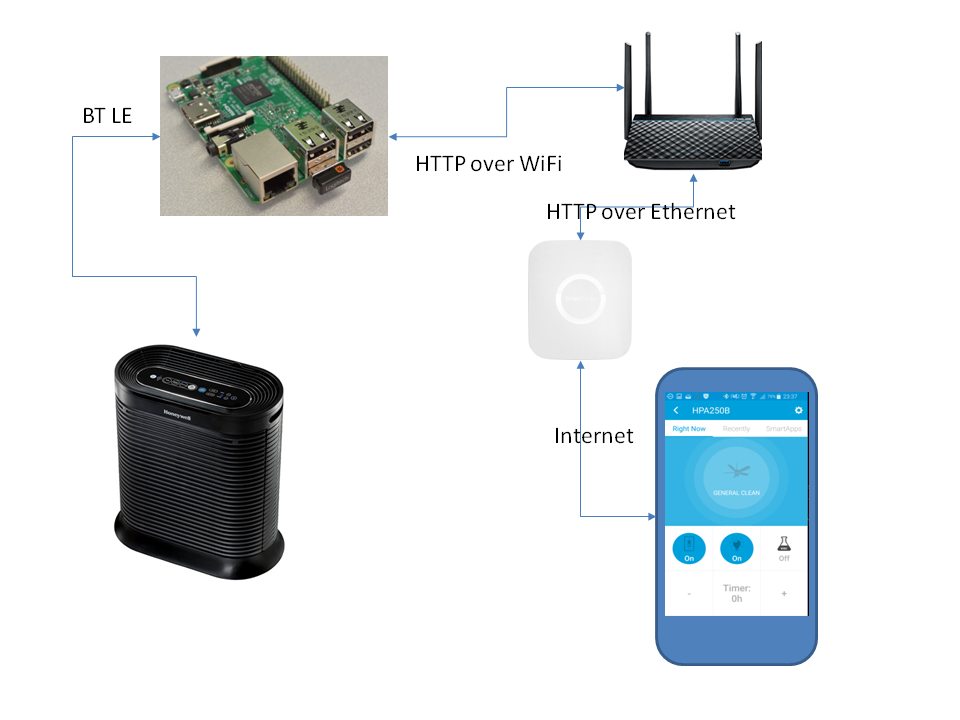 BT LE
HTTP over WiFi
HTTP over Ethernet
Honeywell
Internet
23:37
HPA250B
Right Now
Recently
SmartApps
GENERAL CLEAN
On
On
Off
-
Timer:
0h
+